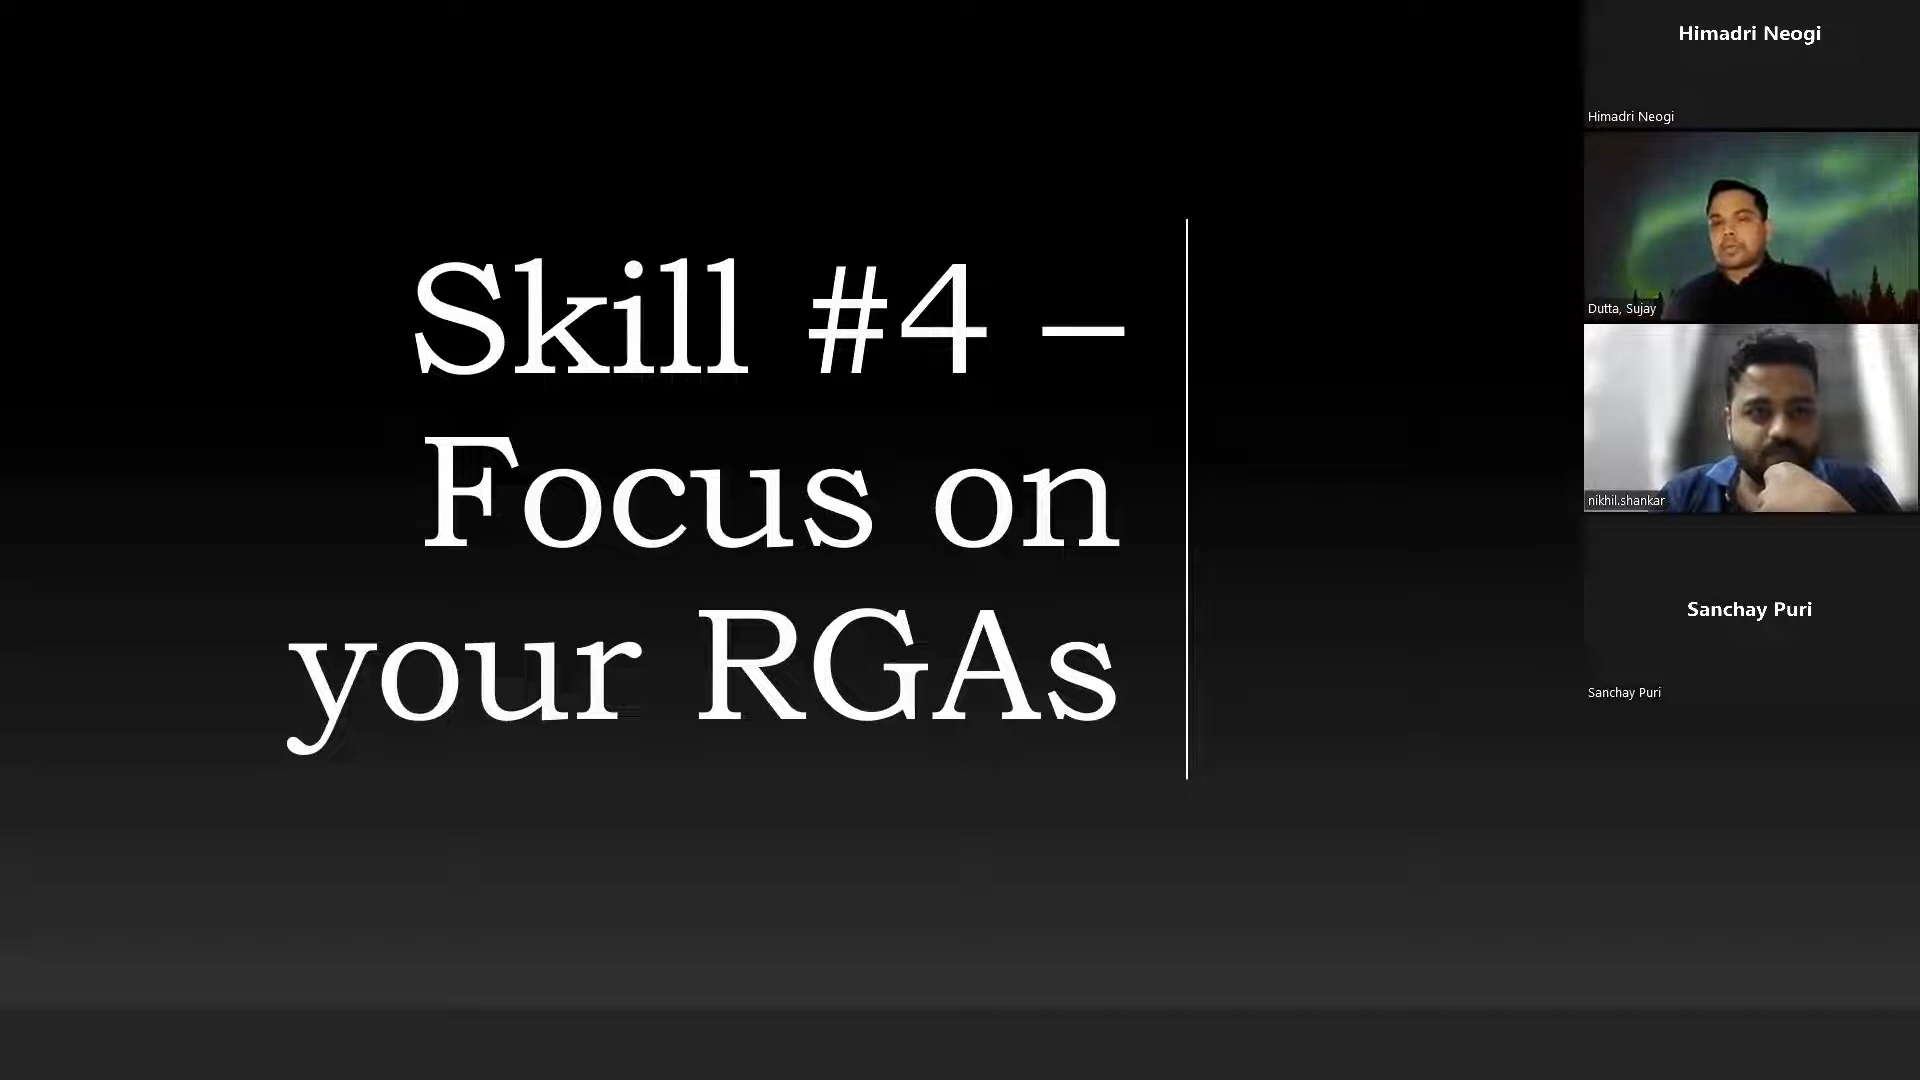 Skill #4 –
Focus on
your RGAs
Himadri Neogi
Himadri Neogi
Dutta, Sujay
nikhil.shankar
Sanchay Puri
Sanchay Puri